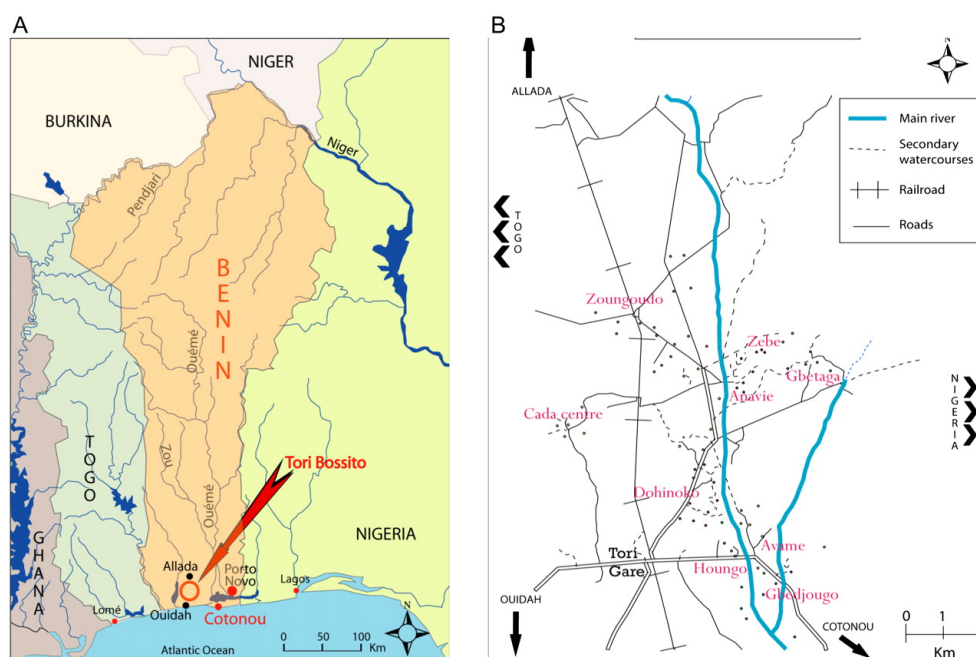 A
NIGER
BURKINA
Niger
Pendjari
BENIN
Ouémé
Zou
Ouémé
TOGO
GHANA
Tori Bossito
NIGERIA
Allada
Porto
Novo
Lagos
Lomé
Ouidah
Cotonou
0 50 100
Km
Atlantic Ocean
N
B
N
ALLADA
Main river
Secondary
watercourses
Railroad
Roads
TOGO
Zoungoudo
Zebe
Gbetaga
Anavie
NIGERIA
Cada centre
Dohinoko
Avame
Tori
Gare
Houngo
Gbedjougo
OUIDAH
COTONOU
0 1
Km